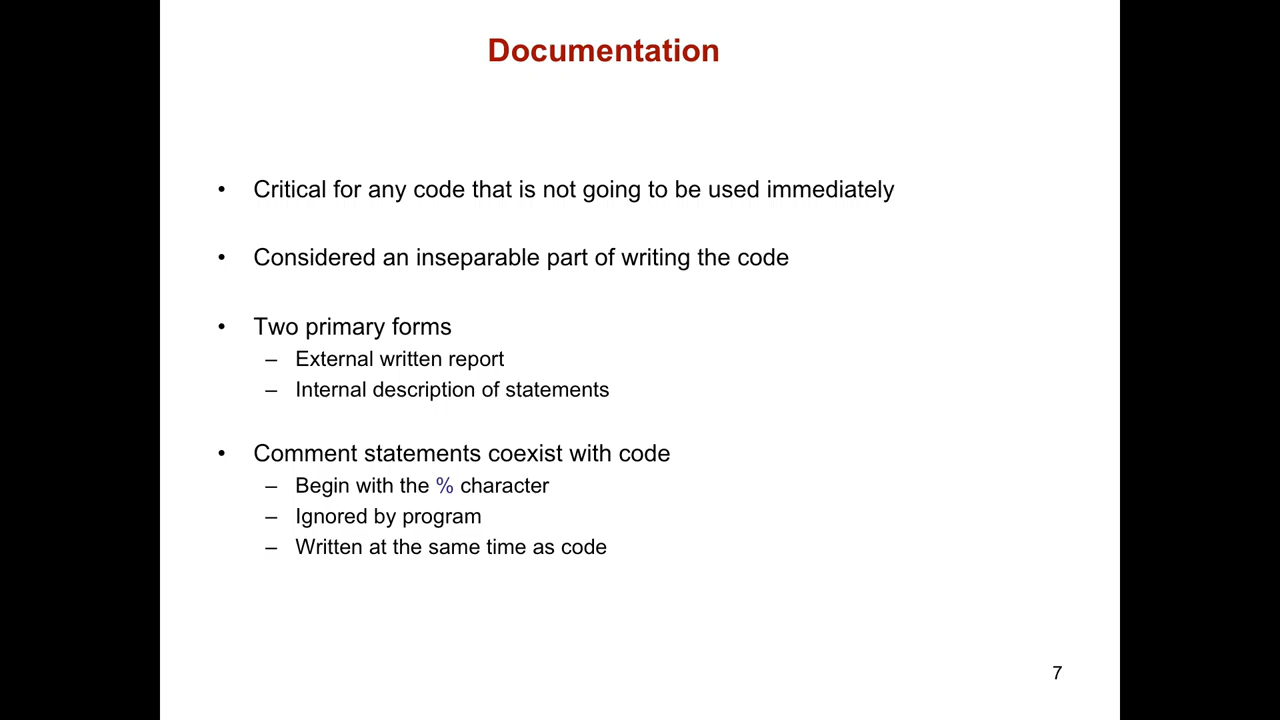 Documentation
• Critical for any code that is not going to be used immediately
• Considered an inseparable part of writing the code
• Two primary forms
– External written report
– Internal description of statements
• Comment statements coexist with code
– Begin with the % character
– Ignored by program
– Written at the same time as code
7